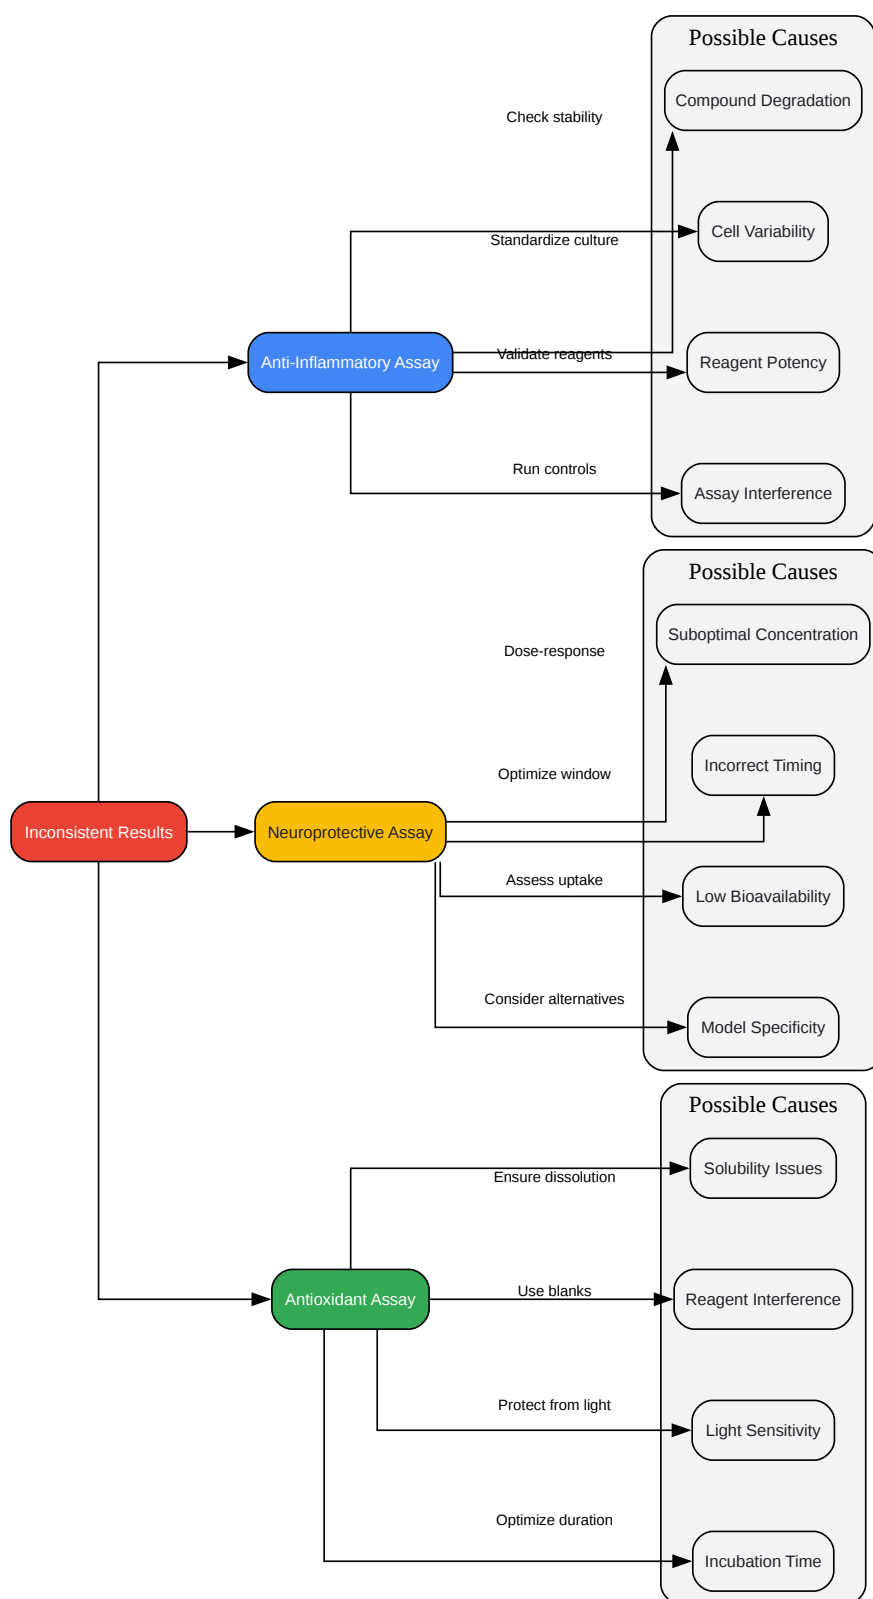 Possible Causes
Compound Degradation
Check stability
Cell Variability
Standardize culture
Validate reagents
Anti-Inflammatory Assay
Reagent Potency
Run controls
Assay Interference
Possible Causes
Suboptimal Concentration
Dose-response
Incorrect Timing
Optimize window
Inconsistent Results
Neuroprotective Assay
Assess uptake
Low Bioavailability
Consider alternatives
Model Specificity
Possible Causes
Solubility Issues
Ensure dissolution
Antioxidant Assay
Use blanks
Reagent Interference
Protect from light
Light Sensitivity
Optimize duration
Incubation Time